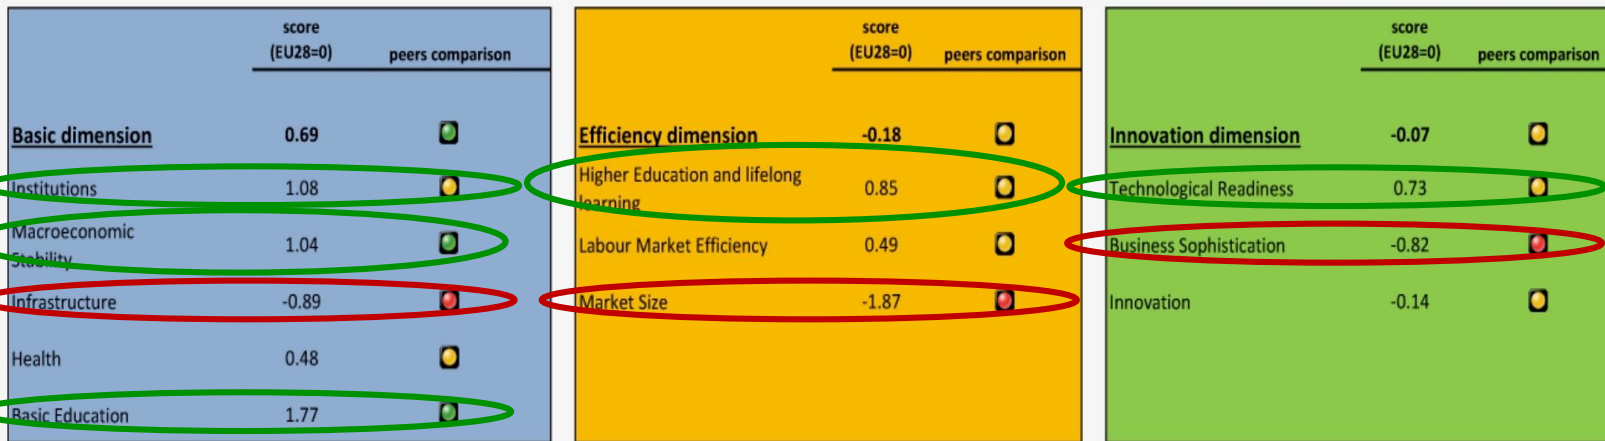 score
(EU28=0) peers comparison
Basic dimension 0.69
Institutions 1.08
Macroeconomic
Stability 1.04
Infrastructure -0.89
Health 0.48
Basic Education 1.77
score
(EU28=0) peers comparison
Efficiency dimension -0.18
Higher Education and lifelong
learning 0.85
Labour Market Efficiency 0.49
Market Size -1.87
score
(EU28=0) peers comparison
Innovation dimension -0.07
Technological Readiness 0.73
Business Sophistication -0.82
Innovation -0.14